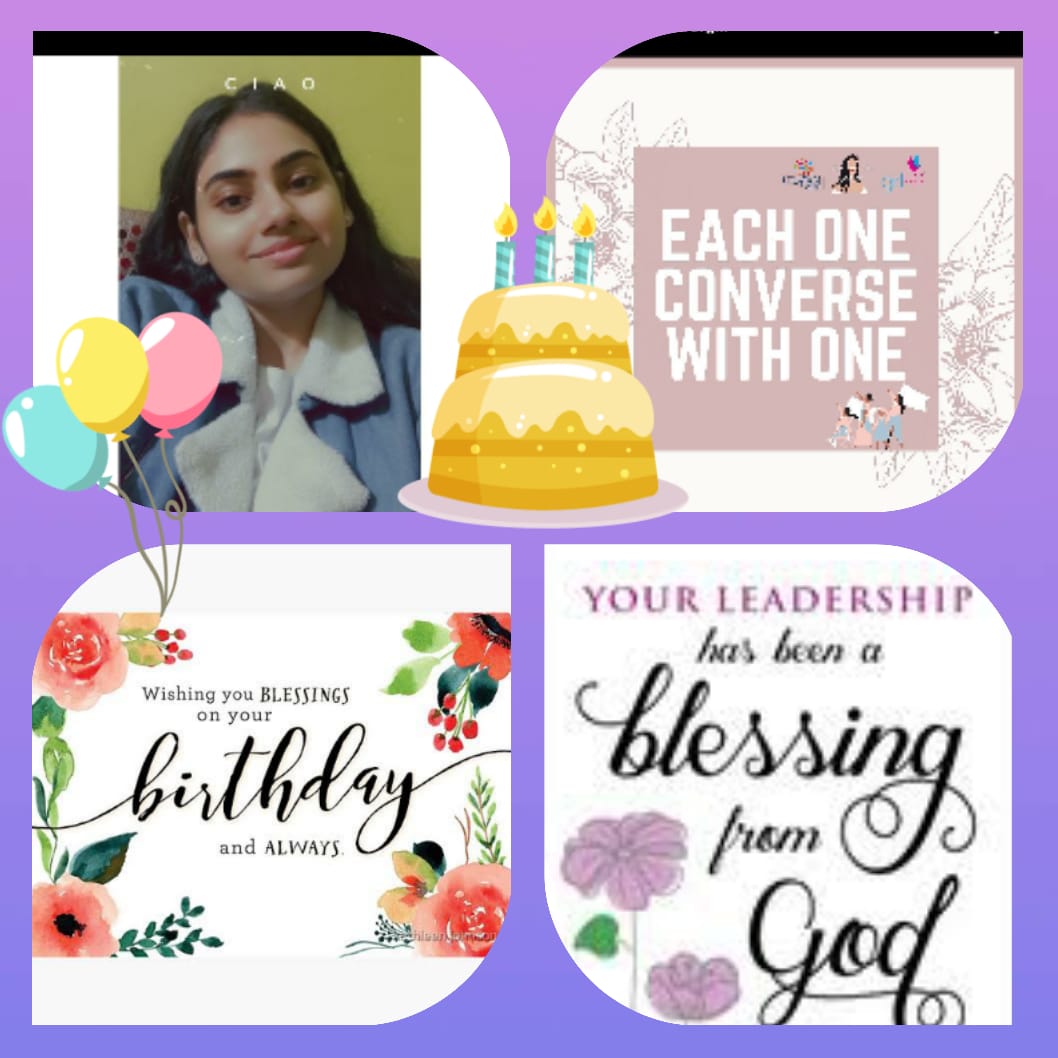 CIAO
EACH ONE
CONVERSE
WITH ONE
Wishing you BLESSINGS
on your
birthday
and ALWAYS.
YOUR LEADERSHIP
has been a
blessing
from
God